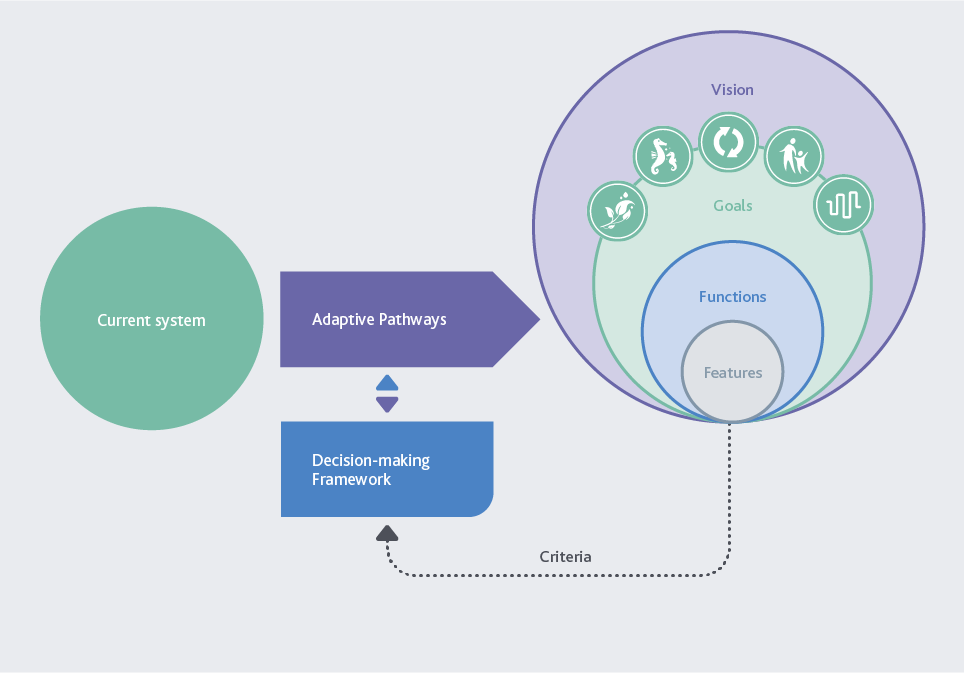 Vision
Goals
Functions
Current system
Adaptive Pathways
Features
Decision-making
Framework
Criteria